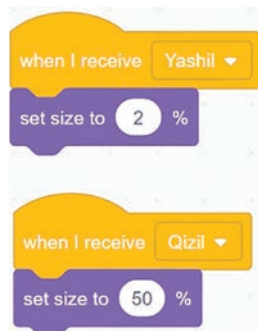 when I receive Yashil
set size to 2 %
when I receive Qizil
set size to 50 %